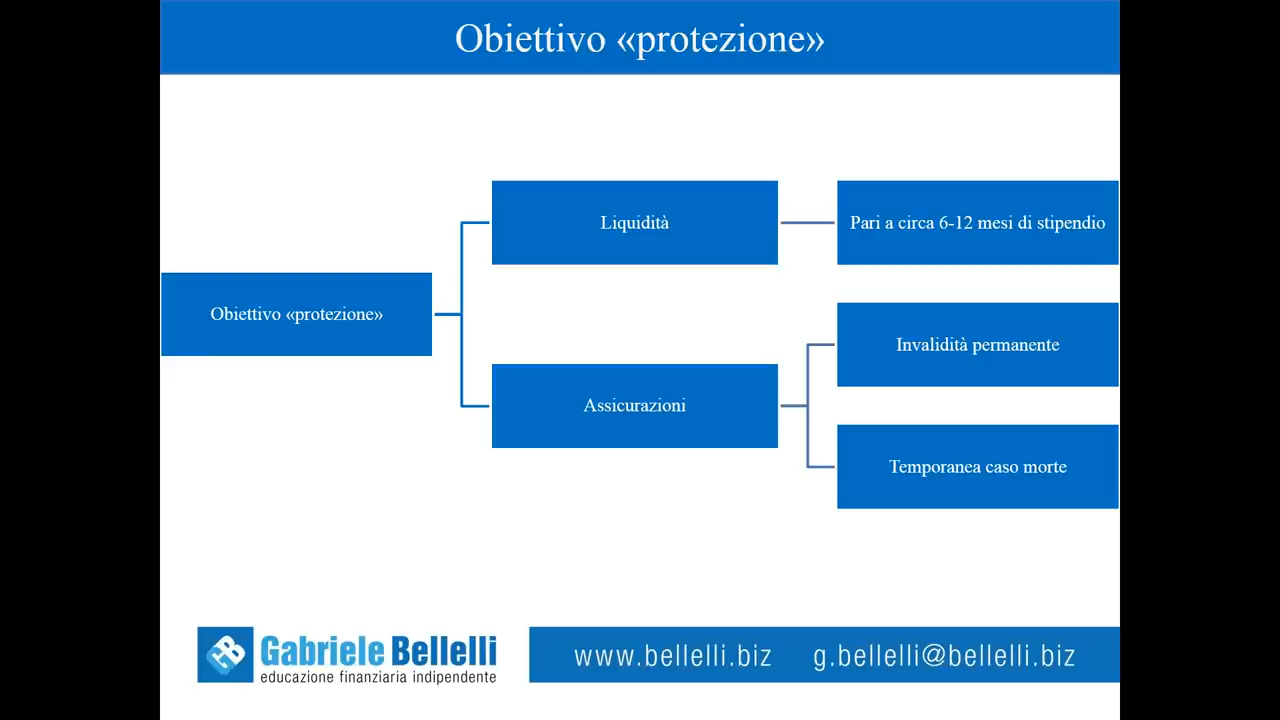 Obiettivo «protezione»
Liquidità
Pari a circa 6-12 mesi di stipendio
Obiettivo «protezione»
Invalidità permanente
Assicurazioni
Temporanea caso morte
GB
Gabriele Bellelli
educazione finanziaria indipendente
www.bellelli.biz g.bellelli@bellelli.biz